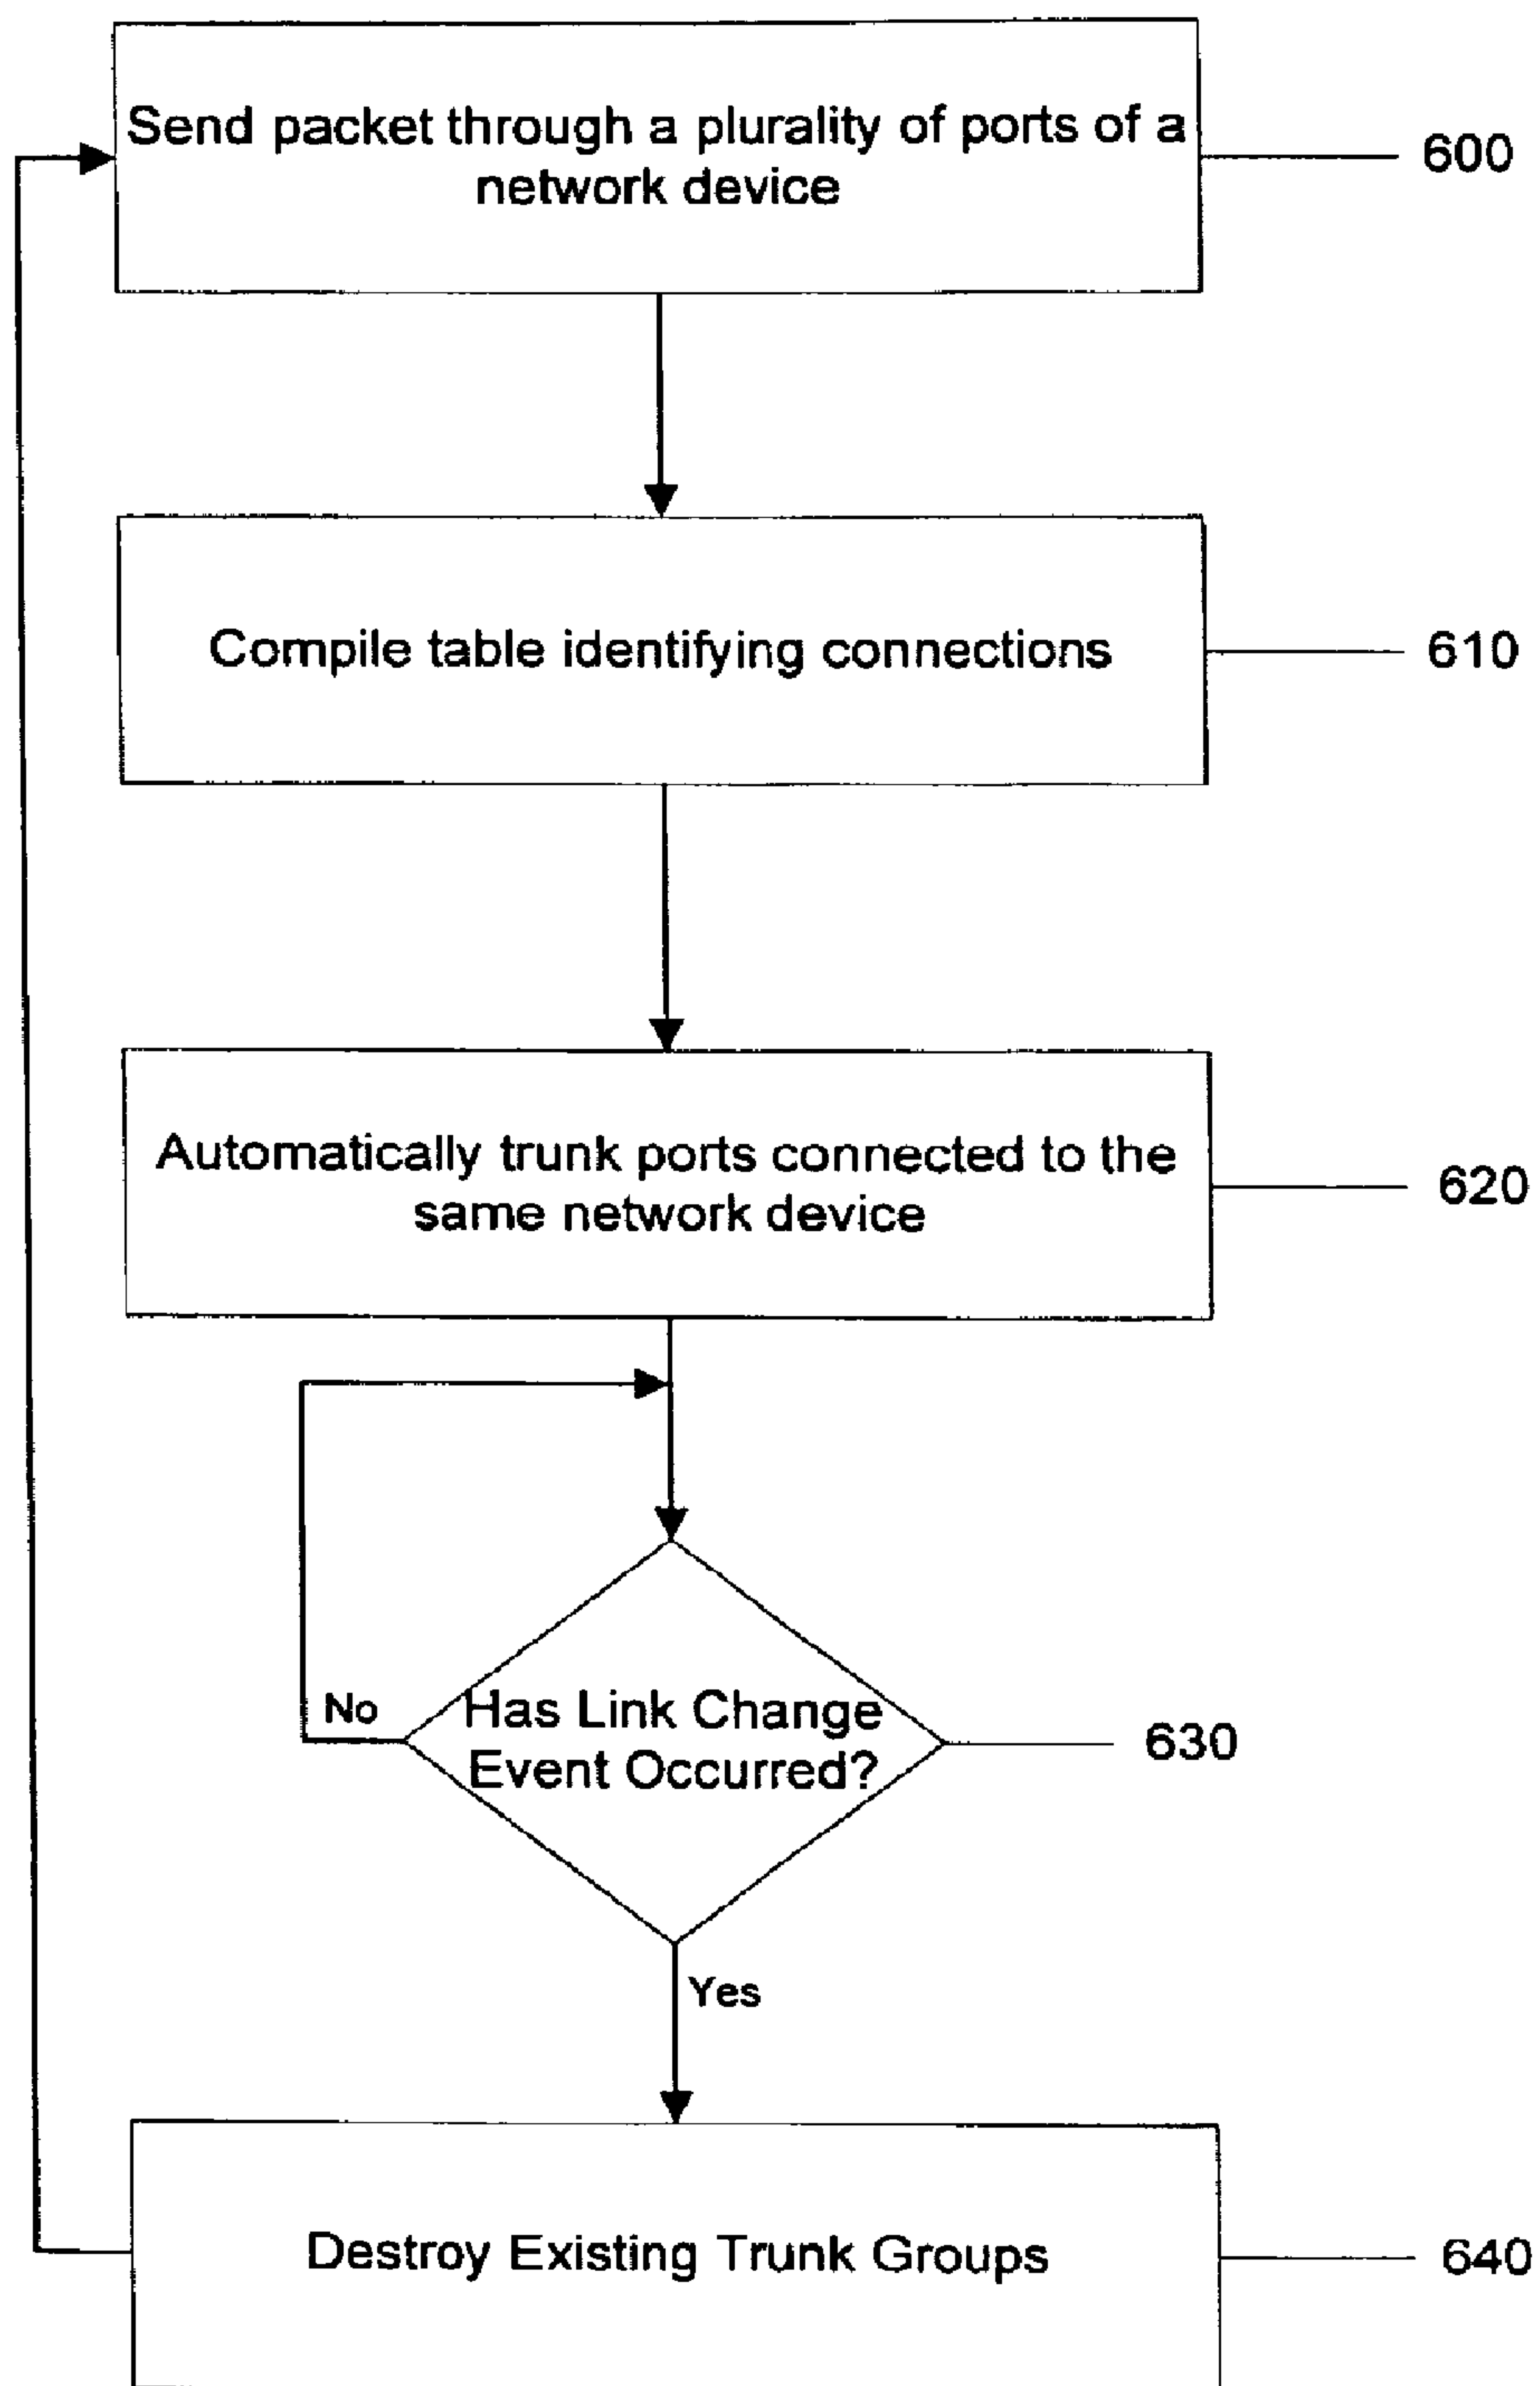 Send packet through a plurality of ports of a
network device
600
Compile table identifying connections
610
Automatically trunk ports connected to the
same network device
620
No
Has Link Change
Event Occurred?
630
Yes
Destroy Existing Trunk Groups
640